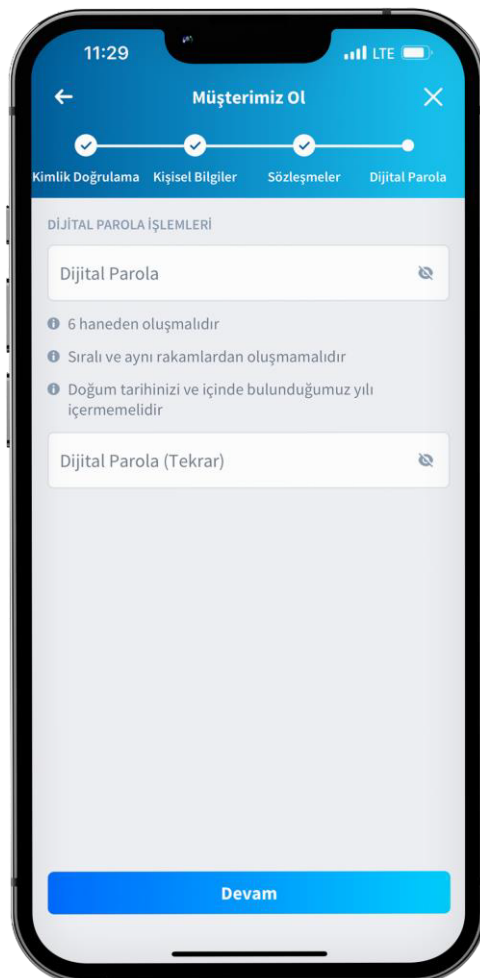 11:29
LTE
Müşterimiz Ol
Kimlik Doğrulama Kişisel Bilgiler Sözleşmeler Dijital Parola
DİJİTAL PAROLA İŞLEMLERİ
Dijital Parola
6 haneden oluşmalıdır
Sıralı ve aynı rakamlardan oluşmamalıdır
Doğum tarihinizi ve içinde bulunduğumuz yılı
içermemelidir
Dijital Parola (Tekrar)
Devam